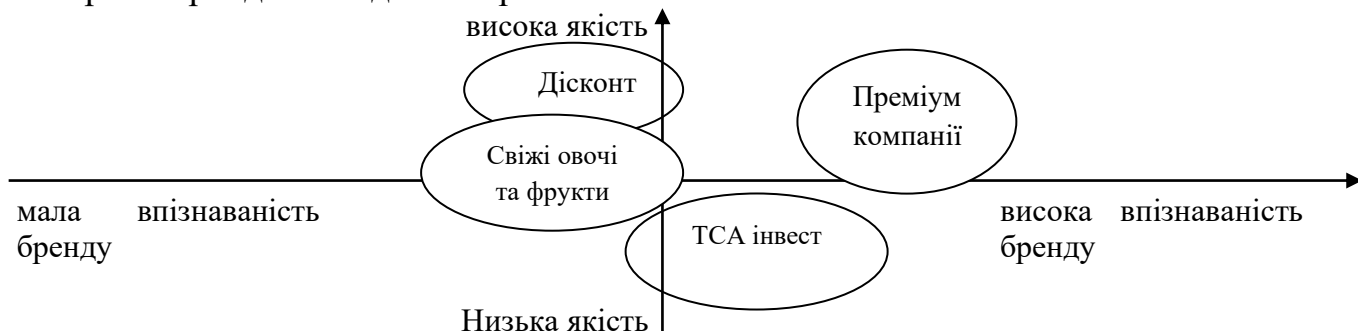 висока якість
Дісконт
Преміум
компанії
Свіжі овочі
та фрукти
мала впізнаваність
бренду
висока впізнаваність
бренду
ТСА інвест
Низька якість